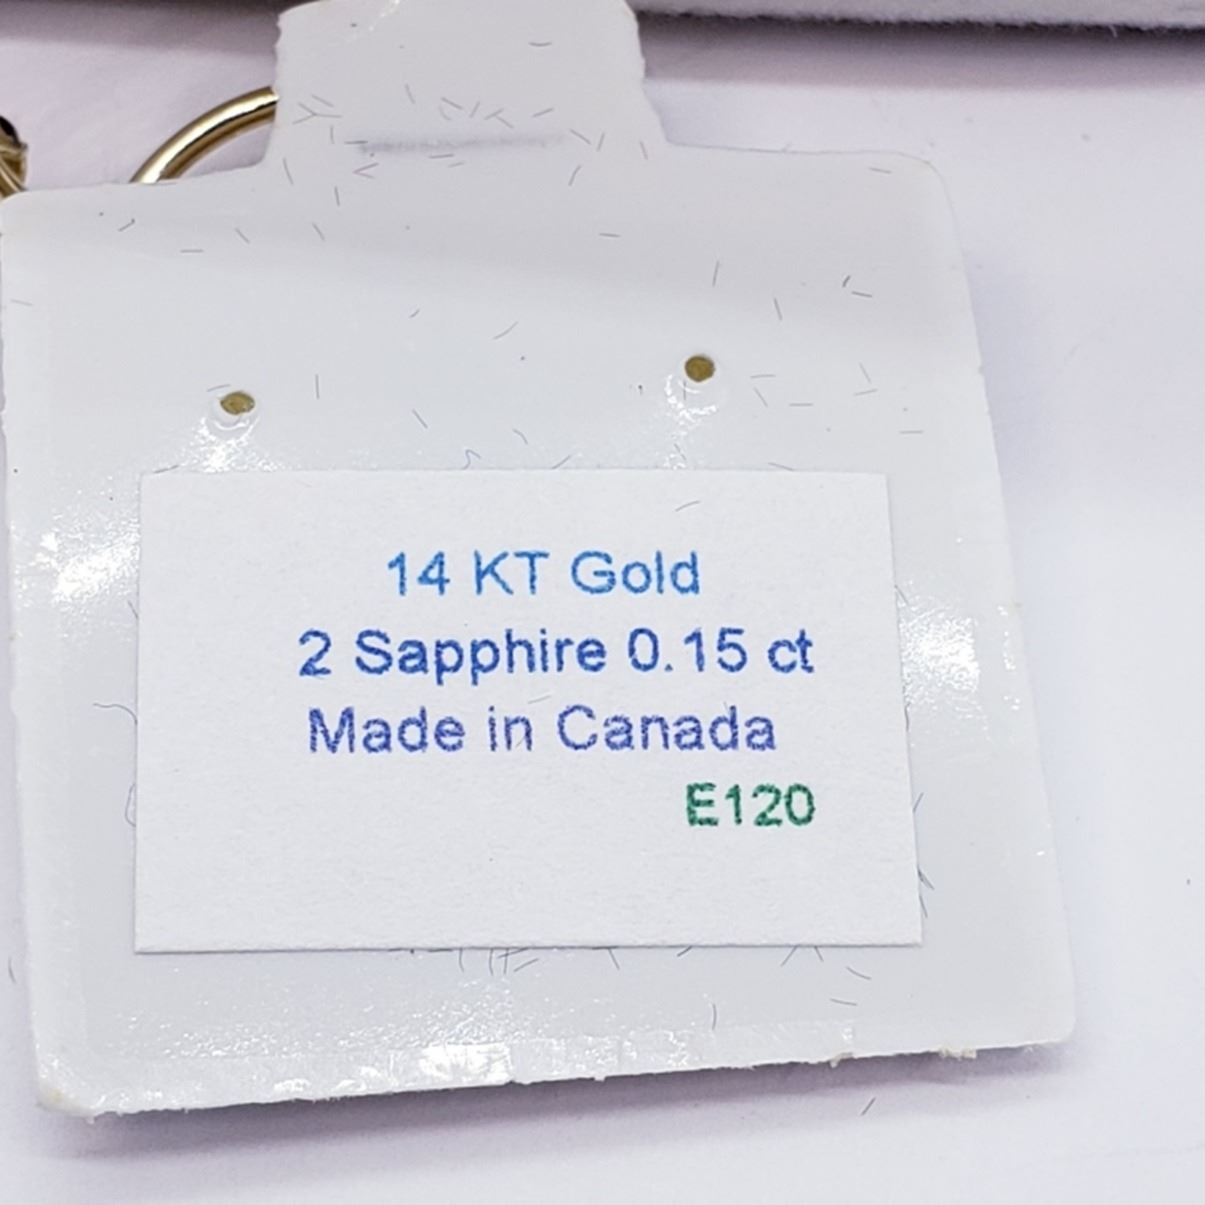 14 KT Gold
2 Sapphire 0.15 ct
Made in Canada
E120